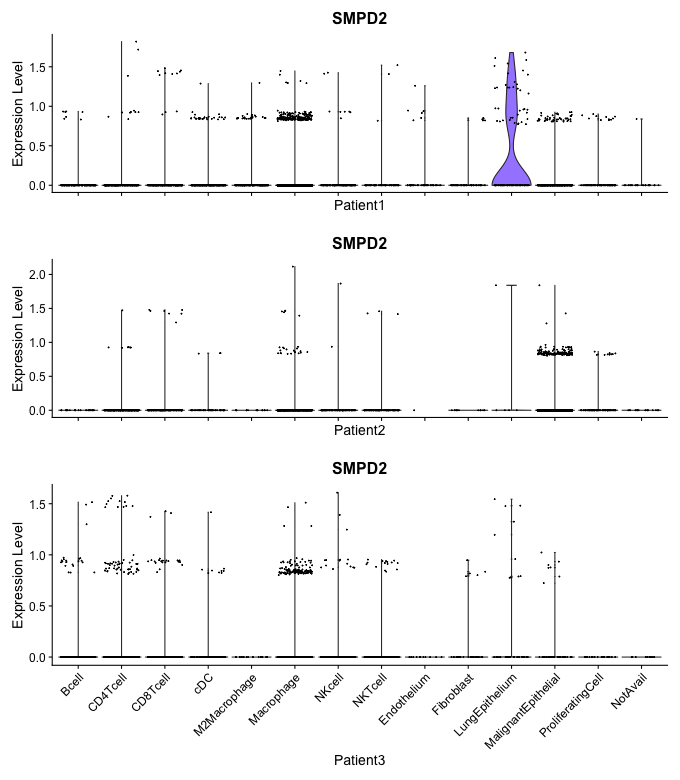 SMPD2
Expression Level
1.5
1.0
0.5
0.0
Patient1
SMPD2
Expression Level
2.0
1.5
1.0
0.5
0.0
Patient2
SMPD2
Expression Level
1.5
1.0
0.5
0.0
Bcell
CD4Tcell
CD8Tcell
cDC
M2Macrophage
Macrophage
NKcell
NKTcell
Endothelium
Fibroblast
LungEpithelium
MalignantEpithelial
ProliferatingCell
NotAvail
Patient3